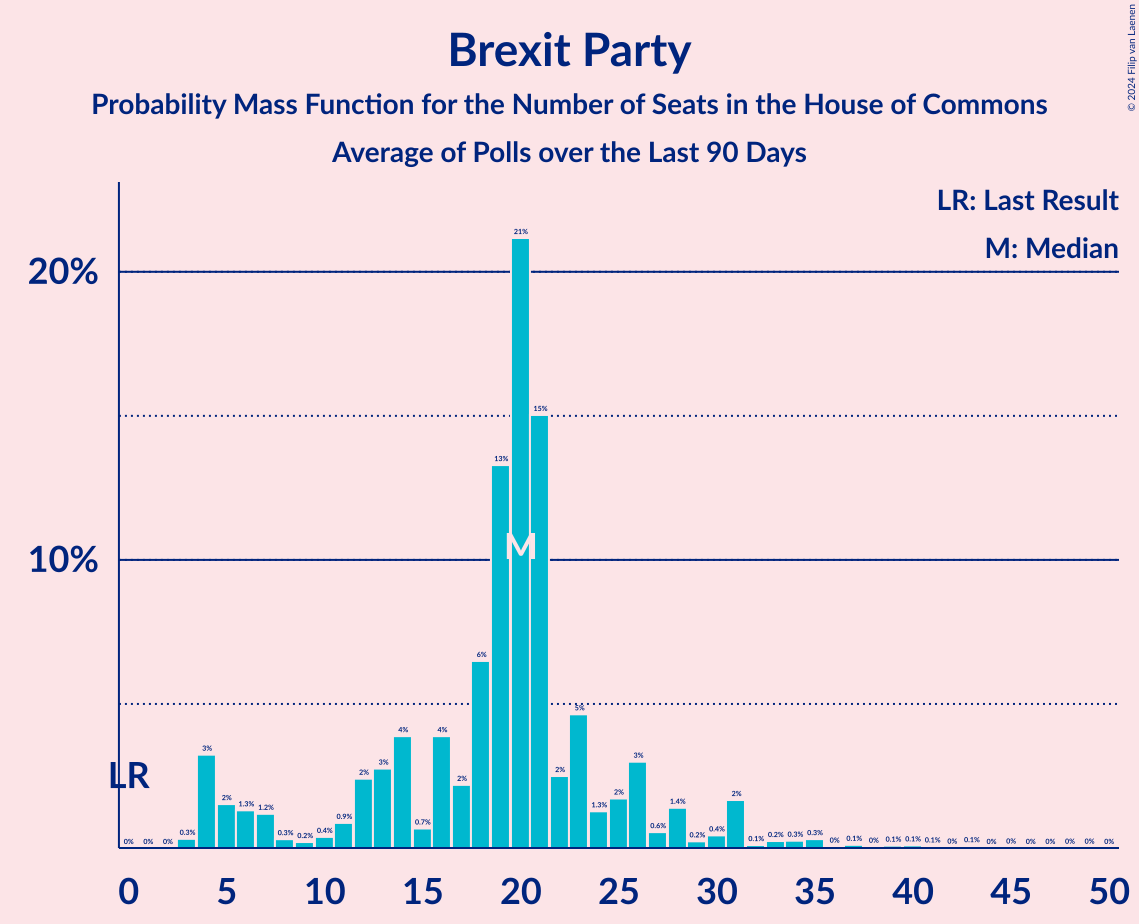 Brexit Party
Probability Mass Function for the Number of Seats in the House of Commons
Average of Polls over the Last 90 Days
© 2024 Filip van Laenen
LR: Last Result
M: Median
20%
10%
LR
M
0% 0% 0% 0.3% 3% 2% 1.3% 1.2% 0.3% 0.2% 0.4% 0.9% 2% 3% 4% 0.7% 4% 2% 6% 13% 21% 15% 2% 5% 1.3% 2% 3% 0.6% 1.4% 0.2% 0.4% 2% 0.1% 0.2% 0.3% 0.3% 0% 0.1% 0% 0.1% 0.1% 0.1% 0% 0.1% 0% 0% 0% 0% 0% 0% 0%
0 5 10 15 20 25 30 35 40 45 50